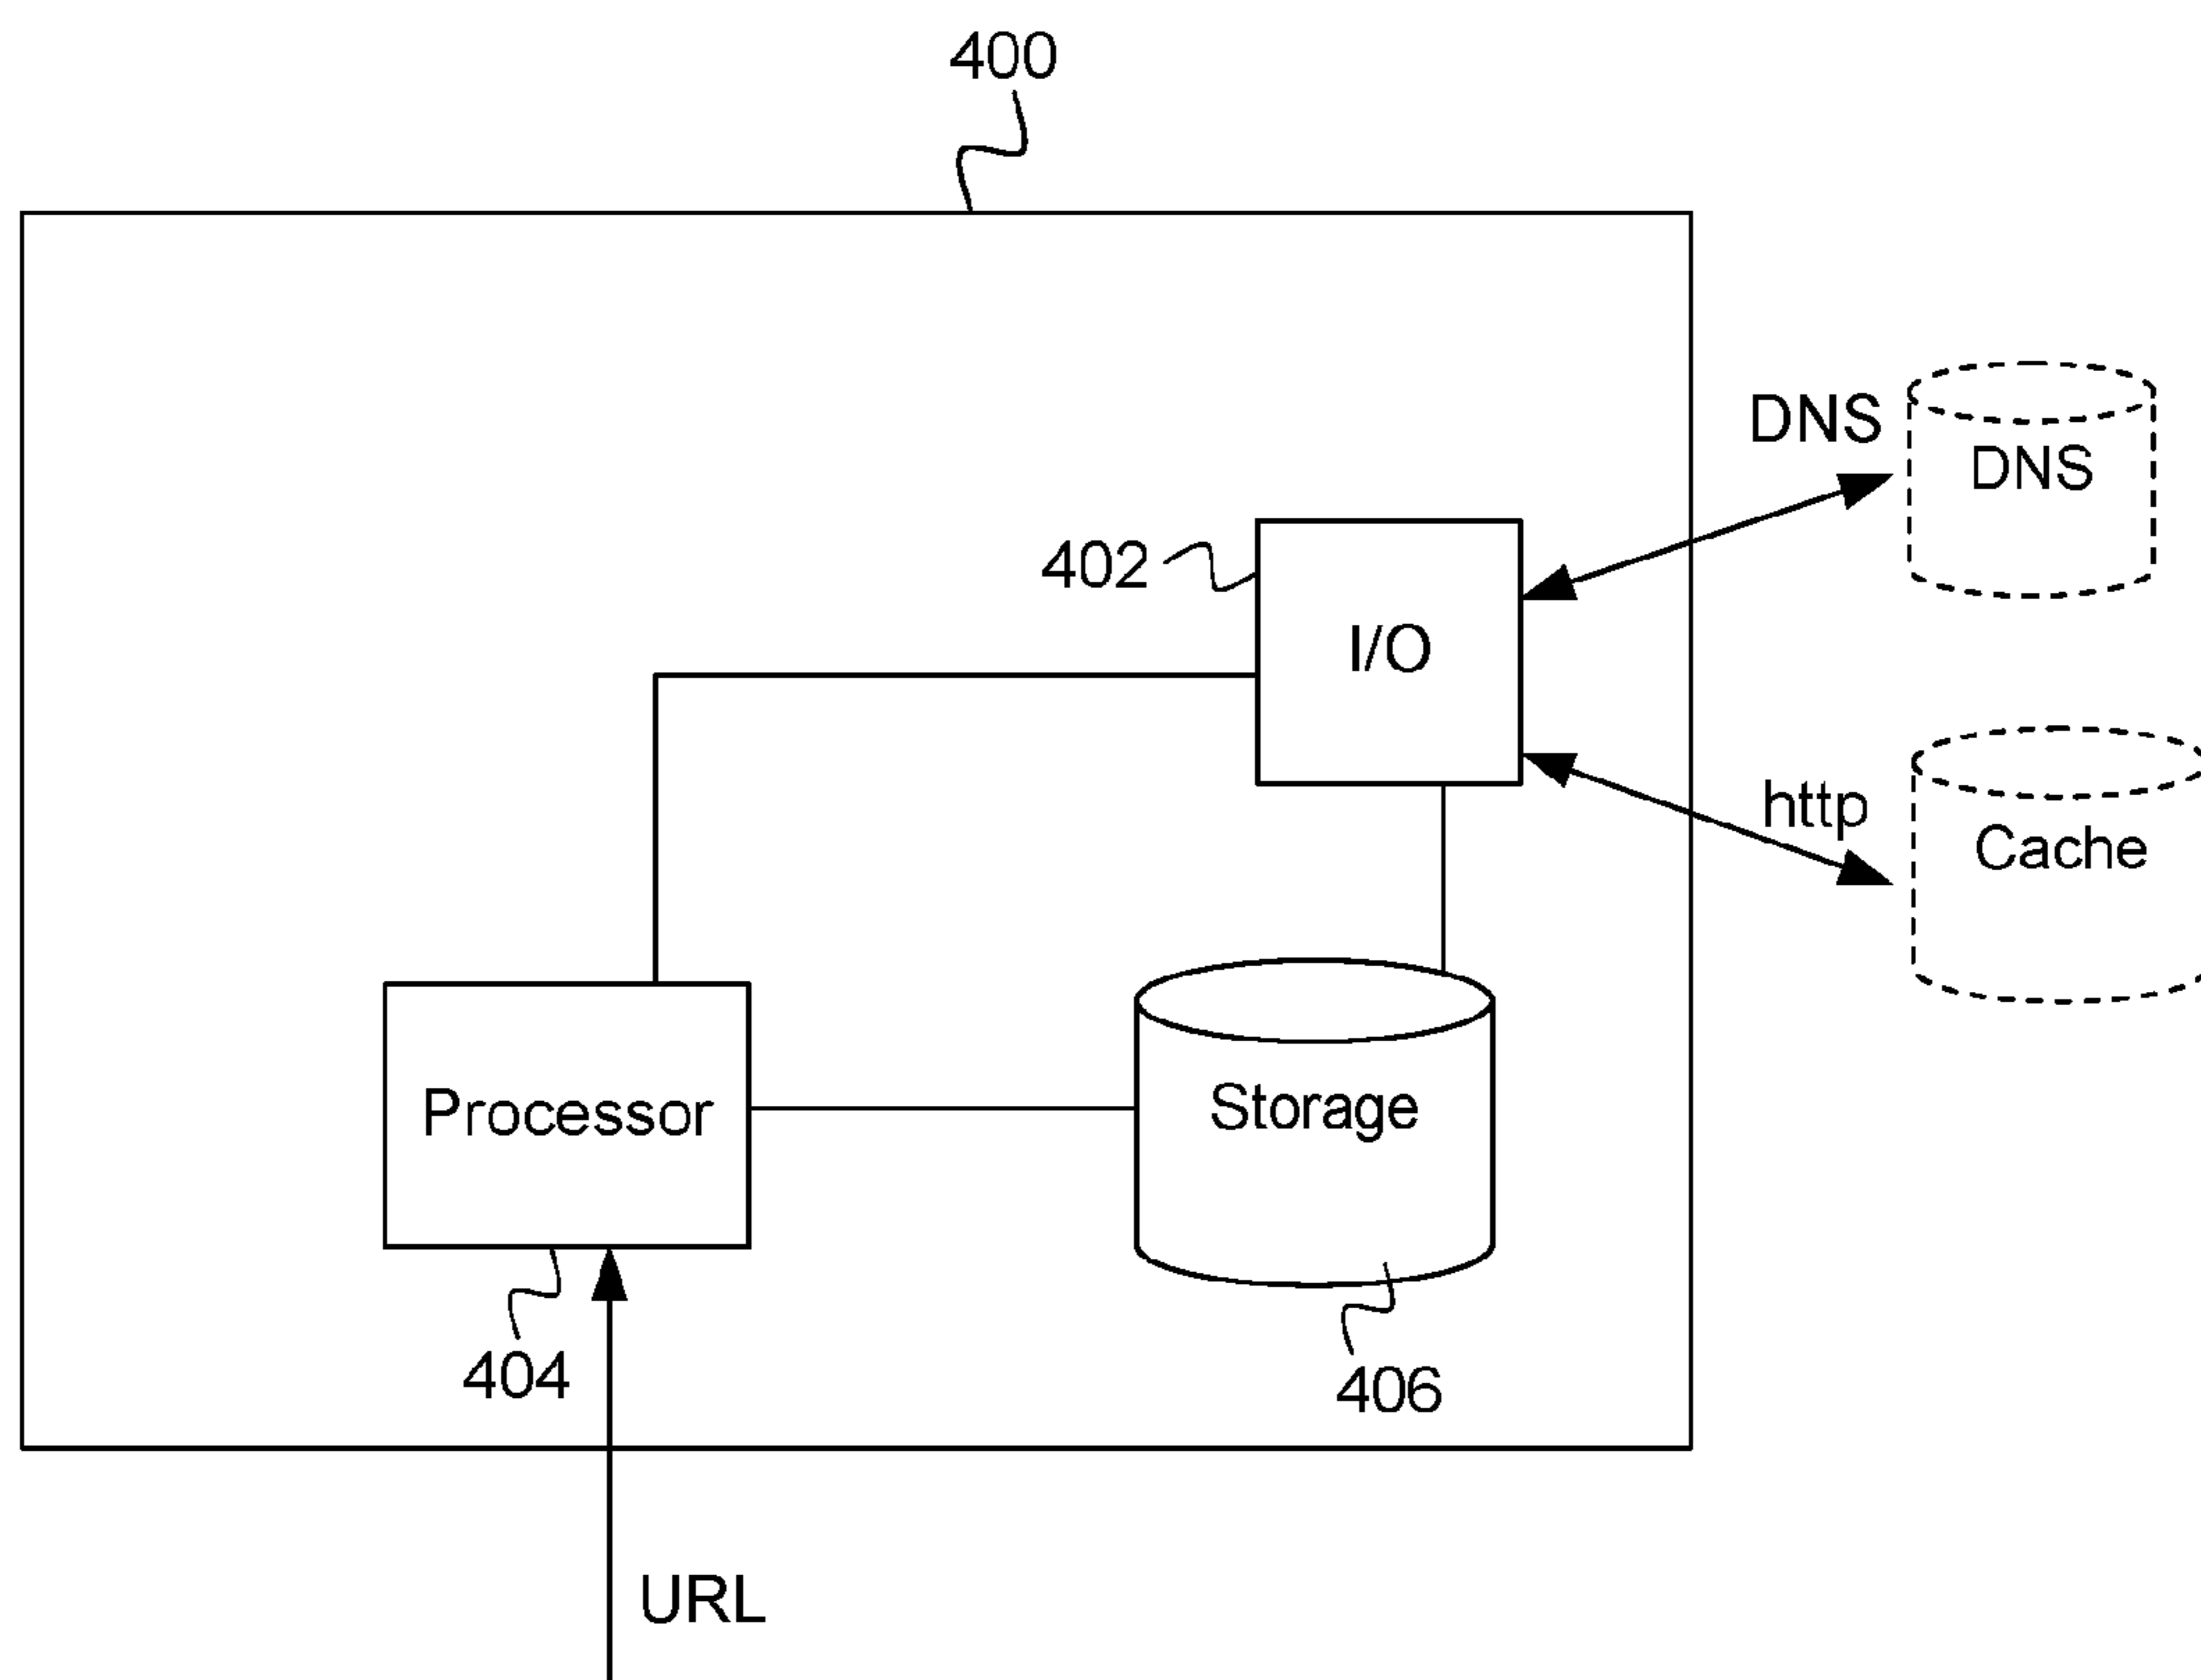 400
DNS
DNS
402
I/O
http
Cache
Processor
Storage
404
406
URL